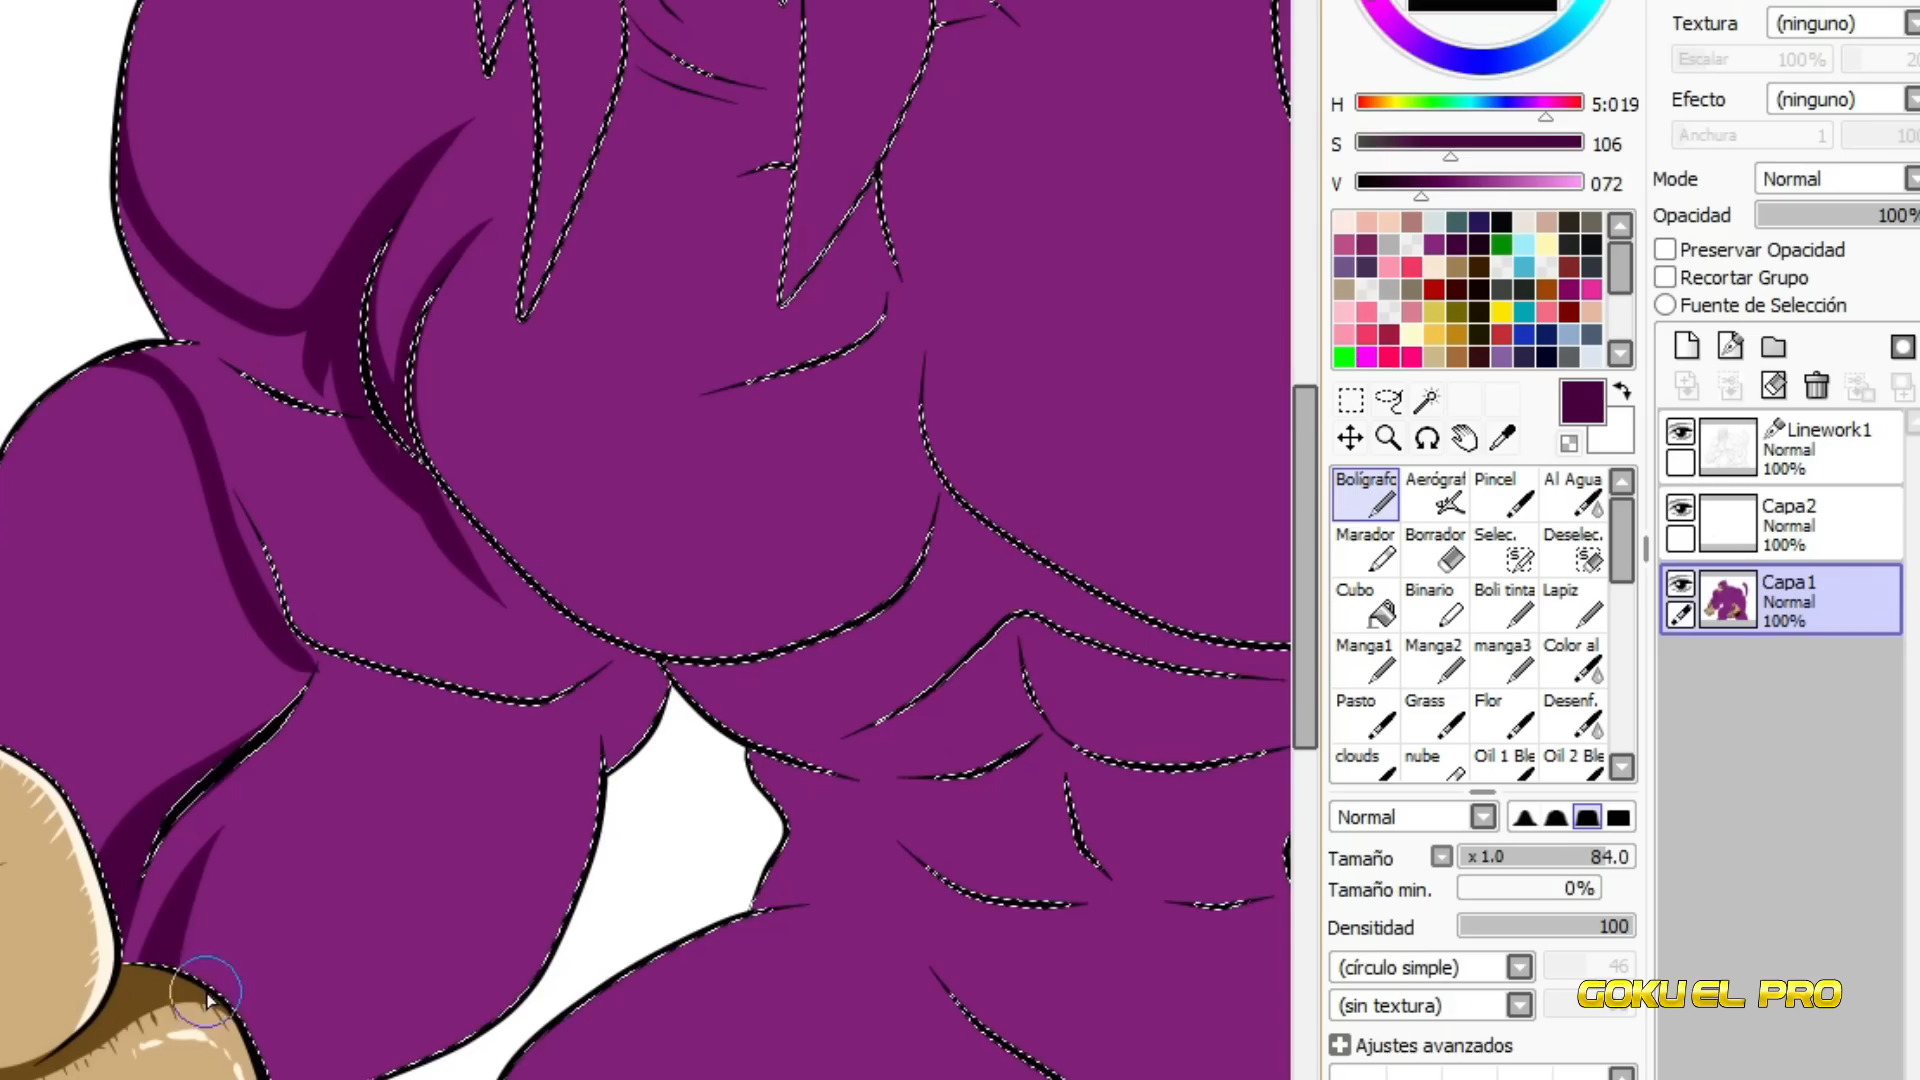 Textura (ninguno)
Escalar 100% 20
Efecto (ninguno)
Anchura 1 100
H 5:019
S 106
V 072
Mode Normal
Opacidad 100%
Preservar Opacidad
Recortar Grupo
Fuente de Selección
Linework1
Normal
100%
Capa2
Normal
100%
Capa1
Normal
100%
Bolígrafo Aerógraf Pincel Al Agua
Marador Borrador Selec. Deselec.
Cubo Binario Boli tinta Lapiz
Manga1 Manga2 manga3 Color al
Pasto Grass Flor Desenf.
clouds nube Oil 1 Ble Oil 2 Ble
Normal
Tamaño x 1.0 84.0
Tamaño min. 0%
Densitidad 100
(círculo simple) 46
(sin textura)
Ajustes avanzados
GOKU EL PRO